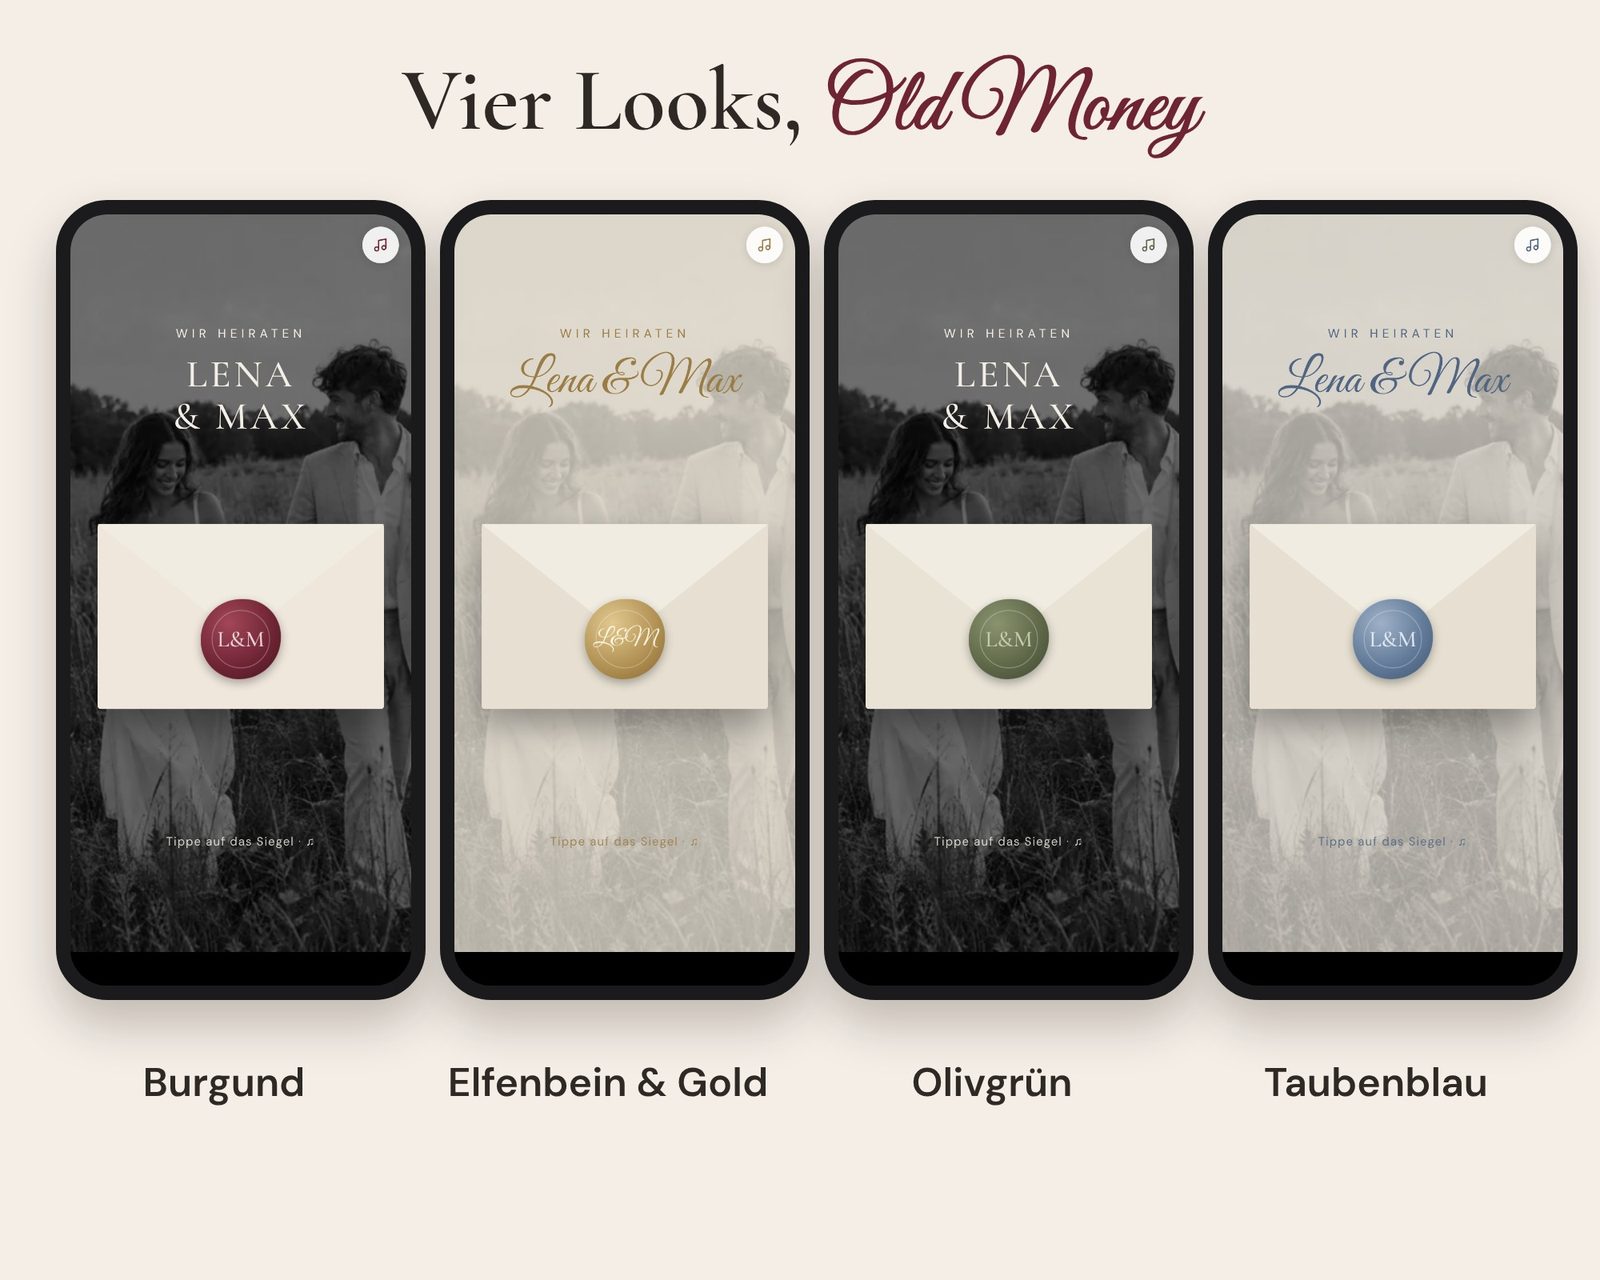 Vier Looks, Old Money
WIR HEIRATEN
LENA
& MAX
L&M
Tippe auf das Siegel · ♫
Burgund
WIR HEIRATEN
Lena & Max
L&M
Tippe auf das Siegel · ♫
Elfenbein & Gold
WIR HEIRATEN
LENA
& MAX
L&M
Tippe auf das Siegel · ♫
Olivgrün
WIR HEIRATEN
Lena & Max
L&M
Tippe auf das Siegel · ♫
Taubenblau